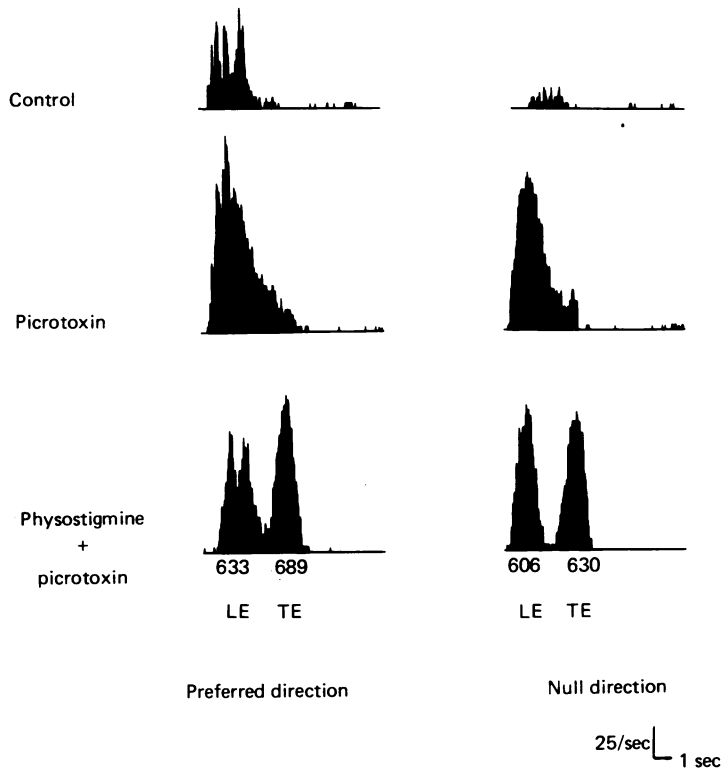 Control
Picrotoxin
Physostigmine
+
picrotoxin
633 689 606 630
LE TE LE TE
Preferred direction Null direction
25/sec
1 sec